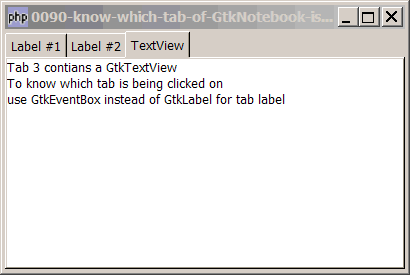 php 0090-know-which-tab-of-GtkNotebook-is...
Label #1 Label #2 TextView
Tab 3 contians a GtkTextView
To know which tab is being clicked on
use GtkEventBox instead of GtkLabel for tab label